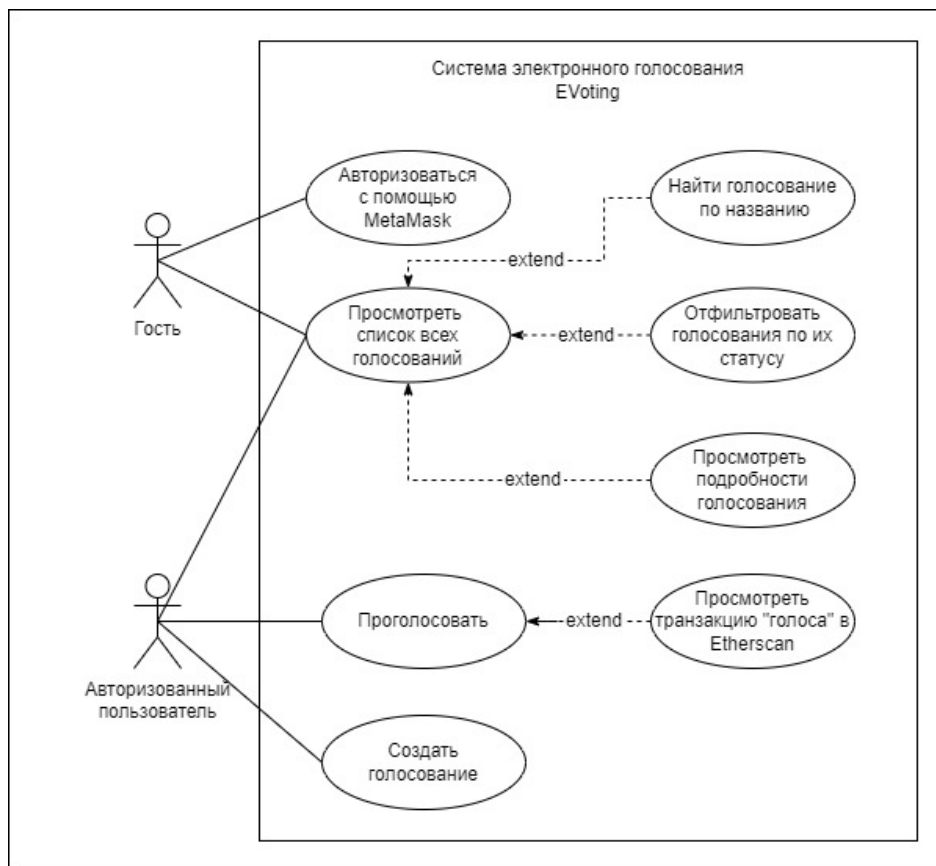 Система электронного голосования
EVoting
Авторизоваться
с помощью
MetaMask
Найти голосование
по названию
extend
Гость
Просмотреть
список всех
голосований
extend
Отфильтровать
голосования по их
статусу
extend
Просмотреть
подробности
голосования
Авторизованный
пользователь
Проголосовать
extend
Просмотреть
транзакцию "голоса" в
Etherscan
Создать
голосование